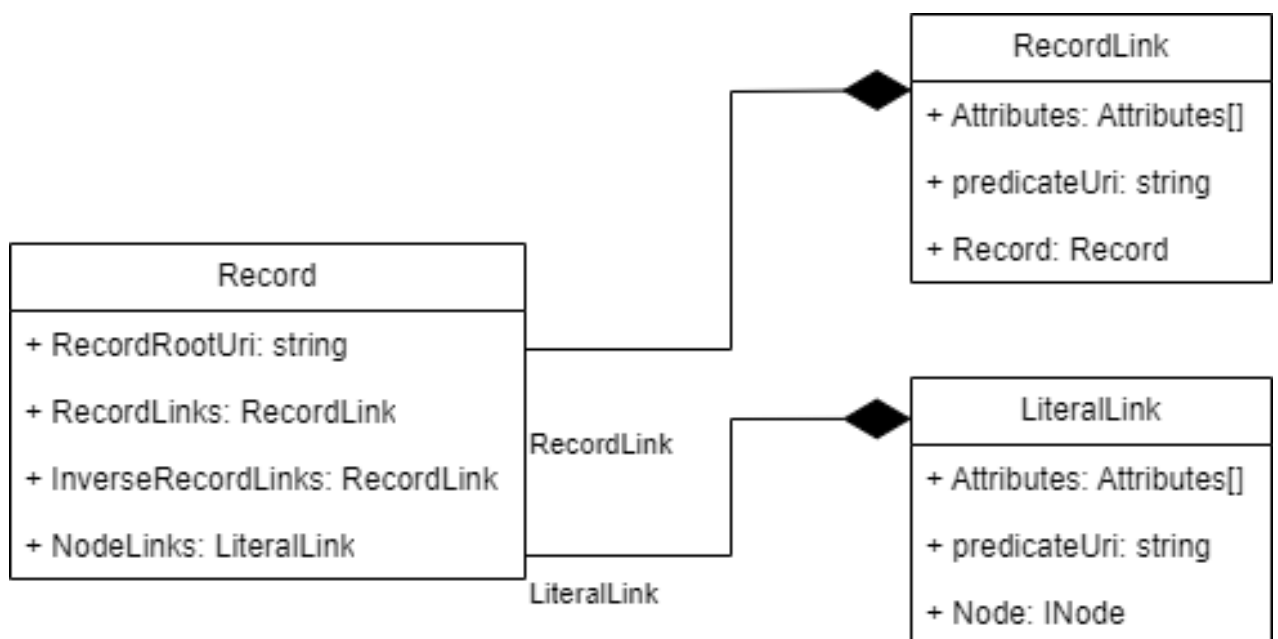 RecordLink
+ Attributes: Attributes[]
+ predicateUri: string
+ Record: Record
Record
+ RecordRootUri: string
+ RecordLinks: RecordLink
+ InverseRecordLinks: RecordLink
+ NodeLinks: LiteralLink
RecordLink
LiteralLink
LiteralLink
+ Attributes: Attributes[]
+ predicateUri: string
+ Node: INode